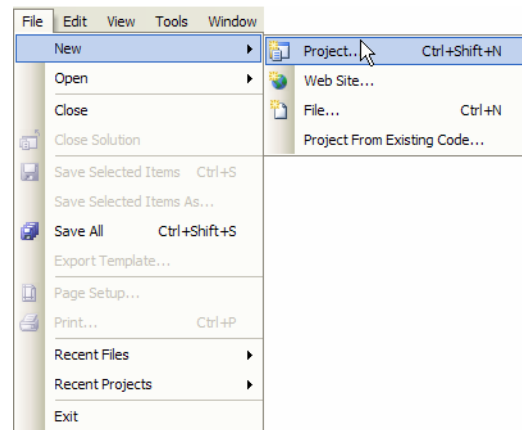 File Edit View Tools Window
New
Project... Ctrl+Shift+N
Open
Web Site...
Close
File... Ctrl+N
Close Solution
Project From Existing Code...
Save Selected Items Ctrl+S
Save Selected Items As...
Save All Ctrl+Shift+S
Export Template...
Page Setup...
Print... Ctrl+P
Recent Files
Recent Projects
Exit